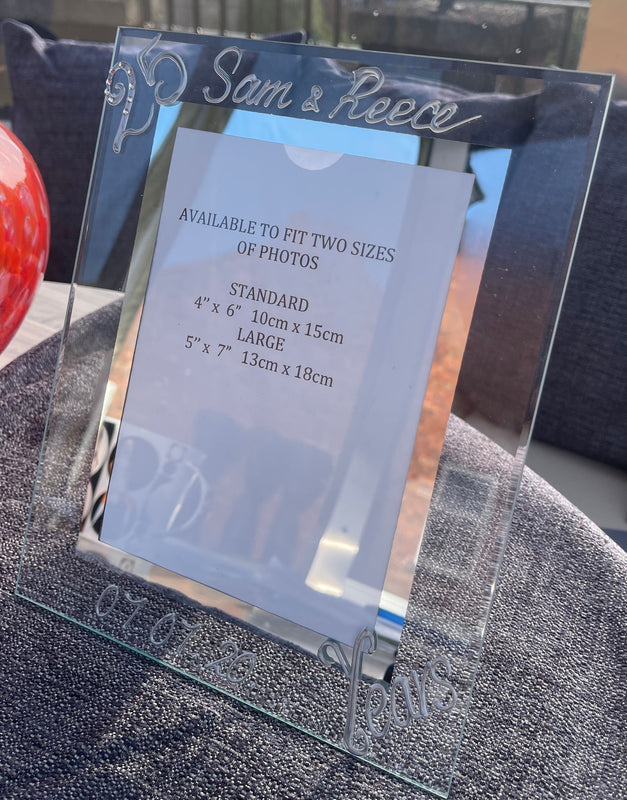 25 Sam & Reece
AVAILABLE TO FIT TWO SIZES
OF PHOTOS
STANDARD
4” x 6” 10cm x 15cm
LARGE
5” x 7” 13cm x 18cm
07.07.20
Years